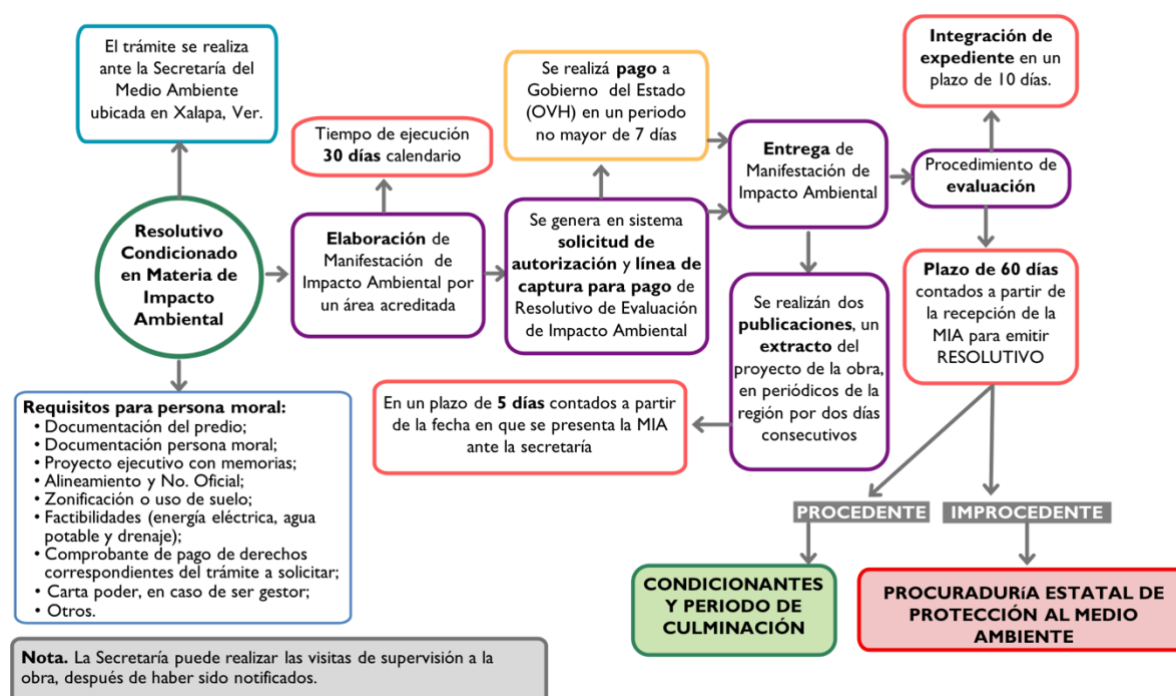 El trámite se realiza
ante la Secretaría del
Medio Ambiente
ubicada en Xalapa, Ver.
Resolutivo
Condicionado
en Materia de
Impacto
Ambiental
Requisitos para persona moral:
• Documentación del predio;
• Documentación persona moral;
• Proyecto ejecutivo con memorias;
• Alineamiento y No. Oficial;
• Zonificación o uso de suelo;
• Factibilidades (energía eléctrica, agua
potable y drenaje);
• Comprobante de pago de derechos
correspondientes del trámite a solicitar;
• Carta poder, en caso de ser gestor;
• Otros.
Tiempo de ejecución
30 días calendario
Elaboración de
Manifestación de
Impacto Ambiental por
un área acreditada
Se realizá pago a
Gobierno del Estado
(OVH) en un periodo
no mayor de 7 días
Se genera en sistema
solicitud de
autorización y línea de
captura para pago de
Resolutivo de Evaluación
de Impacto Ambiental
Entrega de
Manifestación de
Impacto Ambiental
Se realizán dos
publicaciones, un
extracto del
proyecto de la obra,
en periódicos de la
región por dos días
consecutivos
En un plazo de 5 días contados a partir
de la fecha en que se presenta la MIA
ante la secretaría
Integración de
expediente en un
plazo de 10 días.
Procedimiento de
evaluación
Plazo de 60 días
contados a partir de
la recepción de la
MIA para emitir
RESOLUTIVO
PROCEDENTE
IMPROCEDENTE
CONDICIONANTES
Y PERIODO DE
CULMINACIÓN
PROCURADURíA ESTATAL DE
PROTECCIÓN AL MEDIO
AMBIENTE
Nota. La Secretaría puede realizar las visitas de supervisión a la
obra, después de haber sido notificados.